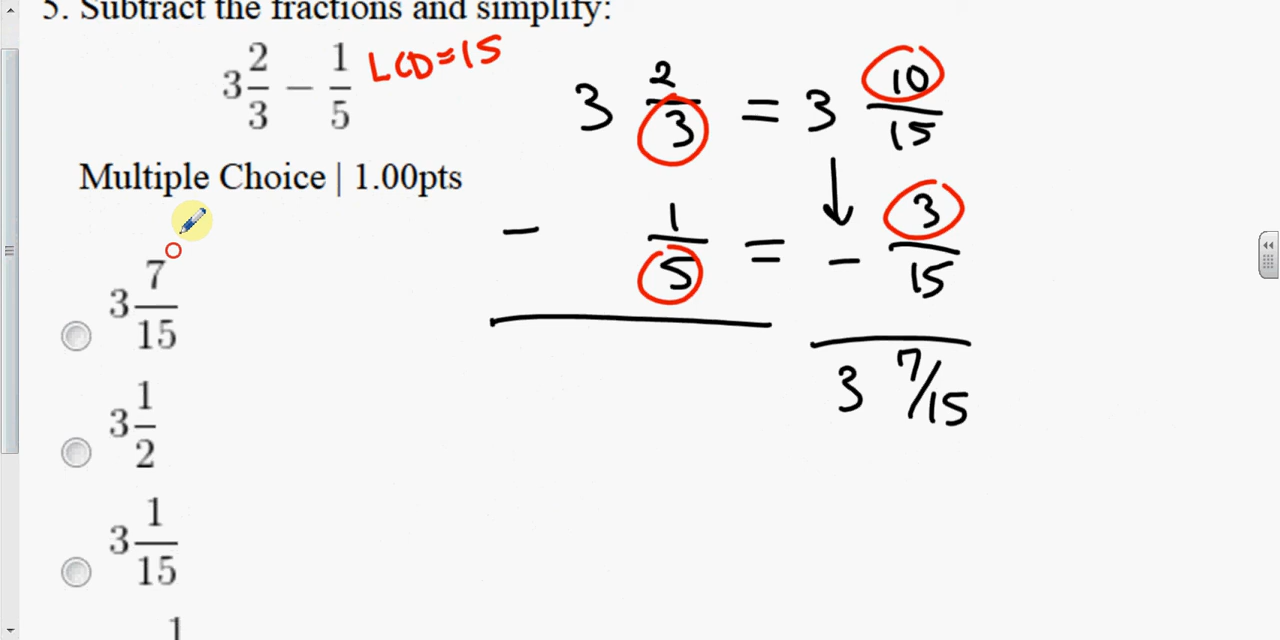 5. Subtract the fractions and simplify:
3 2/3 − 1/5 LCD=15
3 2/3 = 3 10/15
Multiple Choice | 1.00pts
− 1/5 = − 3/15
3 7/15
3 7/15
3 1/2
3 1/15
1